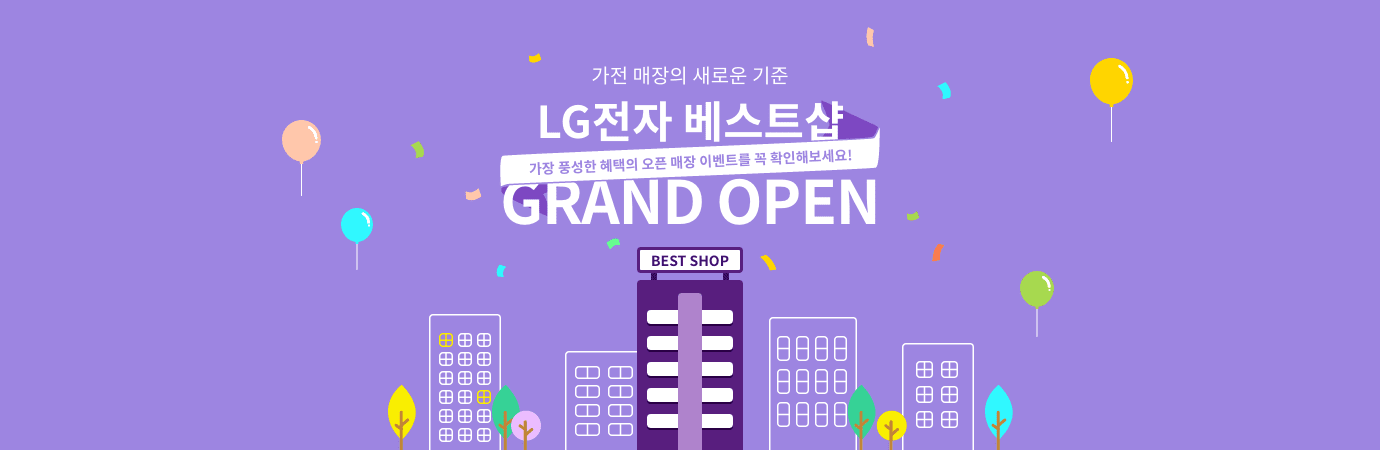 가전 매장의 새로운 기준
LG전자 베스트샵
가장 풍성한 혜택의 오픈 매장 이벤트를 꼭 확인해보세요!
GRAND OPEN
BEST SHOP